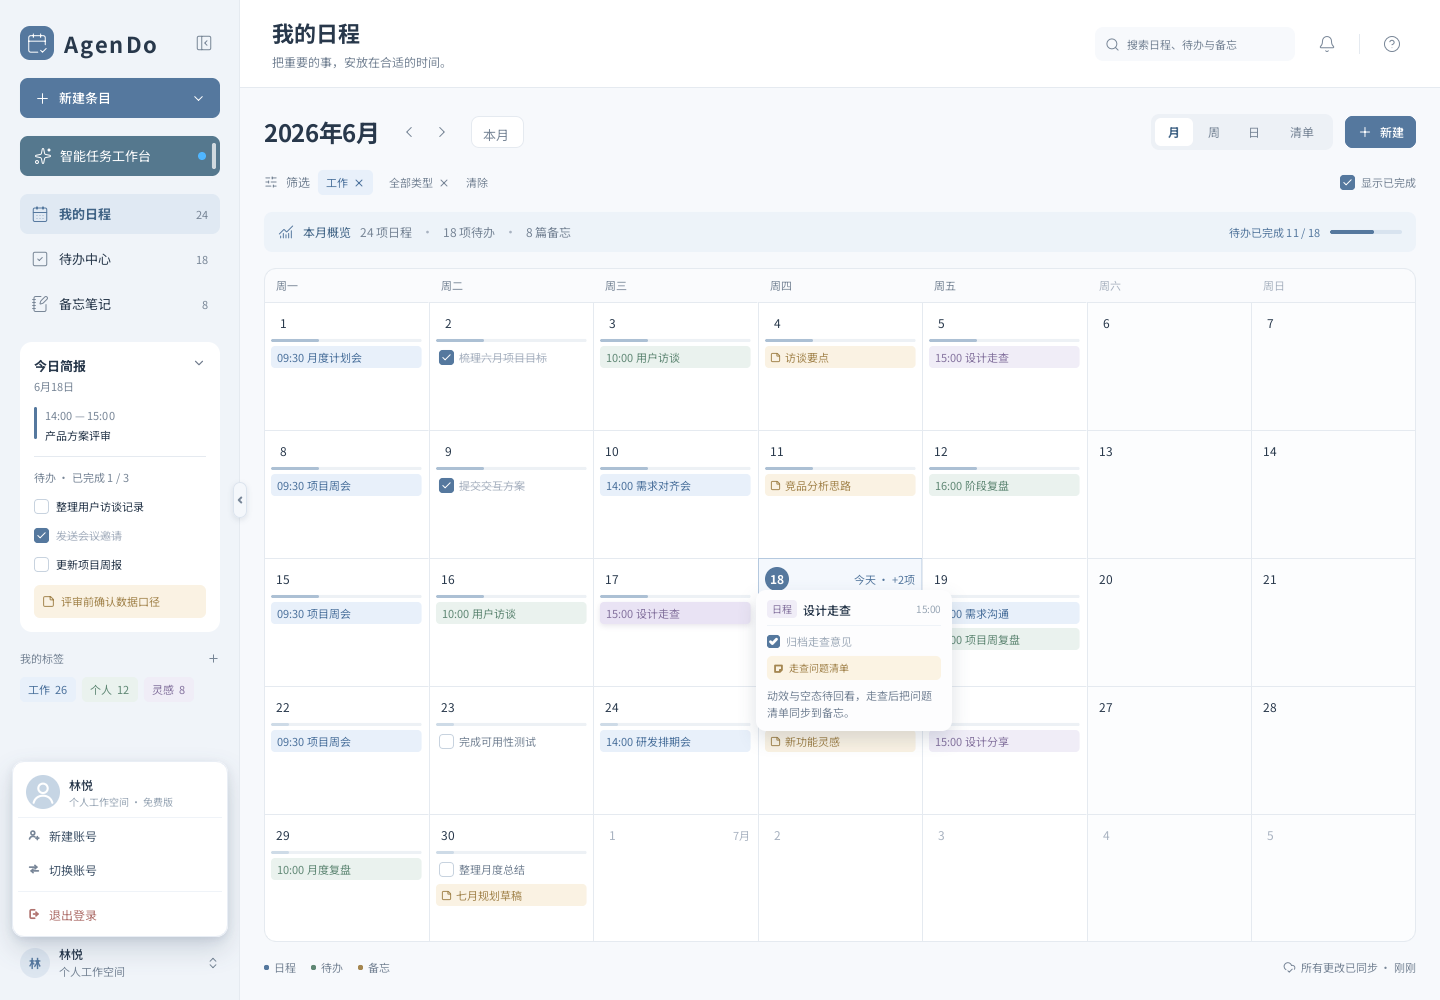 AgenDo
新建条目
智能任务工作台
我的日程 24
待办中心 18
备忘笔记 8
今日简报
6月18日
14:00 — 15:00
产品方案评审
待办 · 已完成 1 / 3
整理用户访谈记录
发送会议邀请
更新项目周报
评审前确认数据口径
我的标签
工作 26 个人 12 灵感 8
林悦
个人工作空间 · 免费版
新建账号
切换账号
退出登录
林 林悦
个人工作空间
我的日程
把重要的事，安放在合适的时间。
搜索日程、待办与备忘
2026年6月 本月
月 周 日 清单 新建
筛选 工作 全部类型 清除 显示已完成
本月概览 24 项日程 · 18 项待办 · 8 篇备忘 待办已完成 11 / 18
周一 周二 周三 周四 周五 周六 周日
1 2 3 4 5 6 7
09:30 月度计划会 梳理六月项目目标 10:00 用户访谈 访谈要点 15:00 设计走查
8 9 10 11 12 13 14
09:30 项目周会 提交交互方案 14:00 需求对齐会 竞品分析思路 16:00 阶段复盘
15 16 17 18 今天 · +2项 19 20 21
09:30 项目周会 10:00 用户访谈 15:00 设计走查 00 需求沟通
00 项目周复盘
日程 设计走查 15:00
归档走查意见
走查问题清单
动效与空态待回看，走查后把问题
清单同步到备忘。
22 23 24 27 28
09:30 项目周会 完成可用性测试 14:00 研发排期会 新功能灵感 15:00 设计分享
29 30 1 7月 2 3 4 5
10:00 月度复盘 整理月度总结
七月规划草稿
日程 待办 备忘 所有更改已同步 · 刚刚